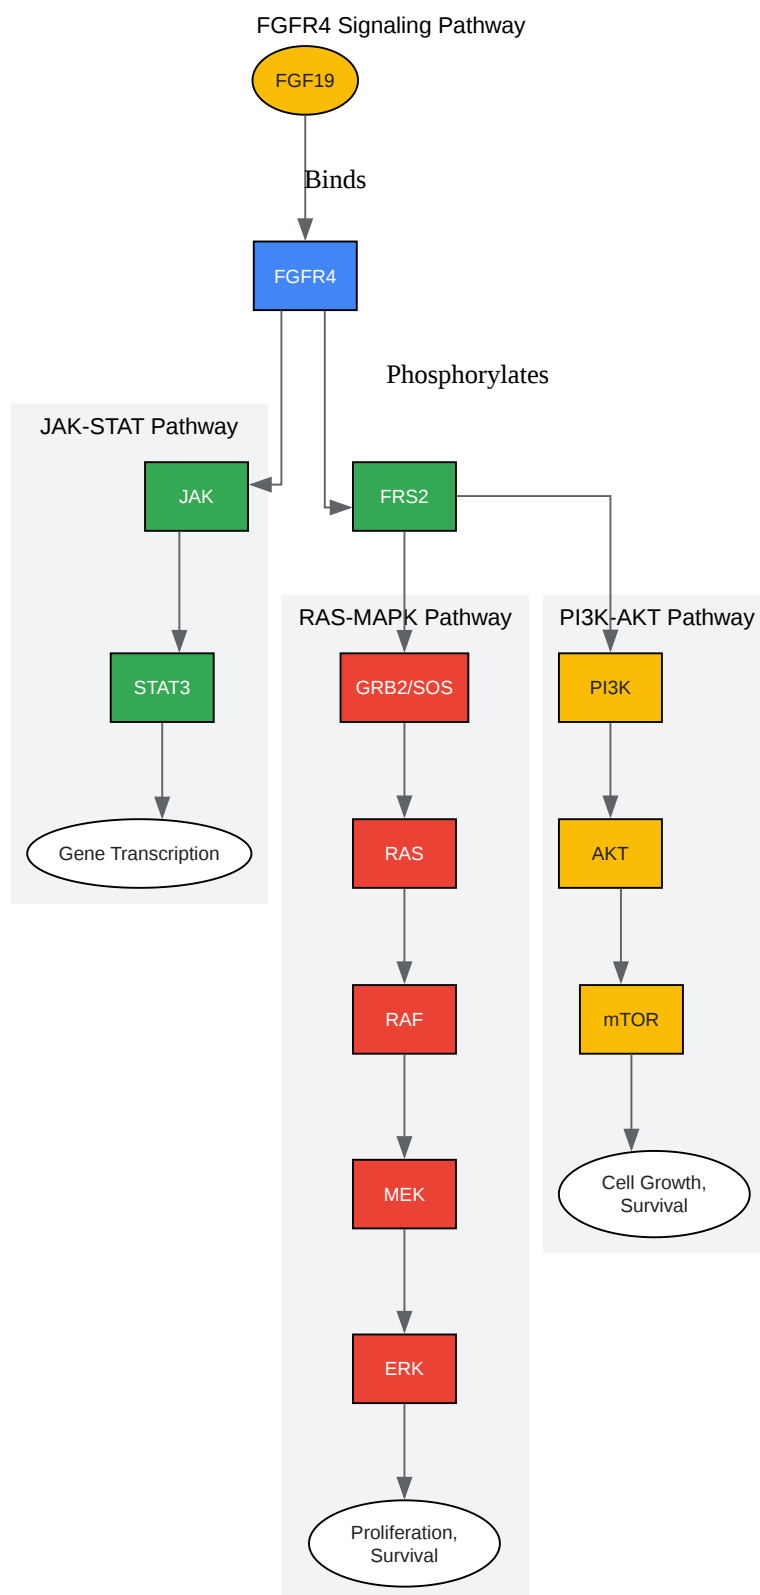 FGFR4 Signaling Pathway
FGF19
Binds
FGFR4
Phosphorylates
JAK-STAT Pathway
JAK
FRS2
RAS-MAPK Pathway
PI3K-AKT Pathway
STAT3
GRB2/SOS
PI3K
Gene Transcription
RAS
AKT
RAF
mTOR
MEK
Cell Growth,
Survival
ERK
Proliferation,
Survival